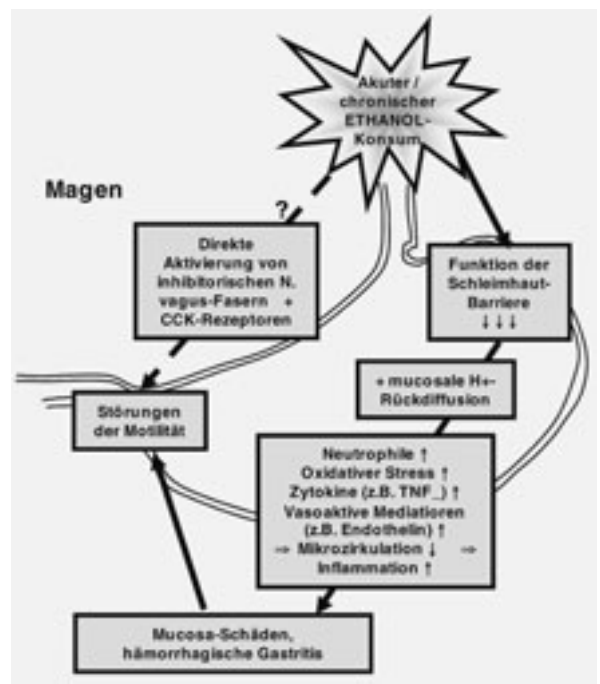 Akuter /
chronischer
ETHANOL-
Konsum
Magen
?
Direkte
Aktivierung von
inhibitorischen N.
vagus-Fasern +
CCK-Rezeptoren
Funktion der
Schleimhaut-
Barriere
↓↓↓
+ mucosale H+-
Rückdiffusion
Störungen
der Motilität
Neutrophile ↑
Oxidativer Stress ↑
Zytokine (z.B. TNF_) ↑
Vasoaktive Mediatioren
(z.B. Endothelin) ↑
⇒ Mikrozirkulation ↓ ⇒
Inflammation ↑
Mucosa-Schäden,
hämorrhagische Gastritis